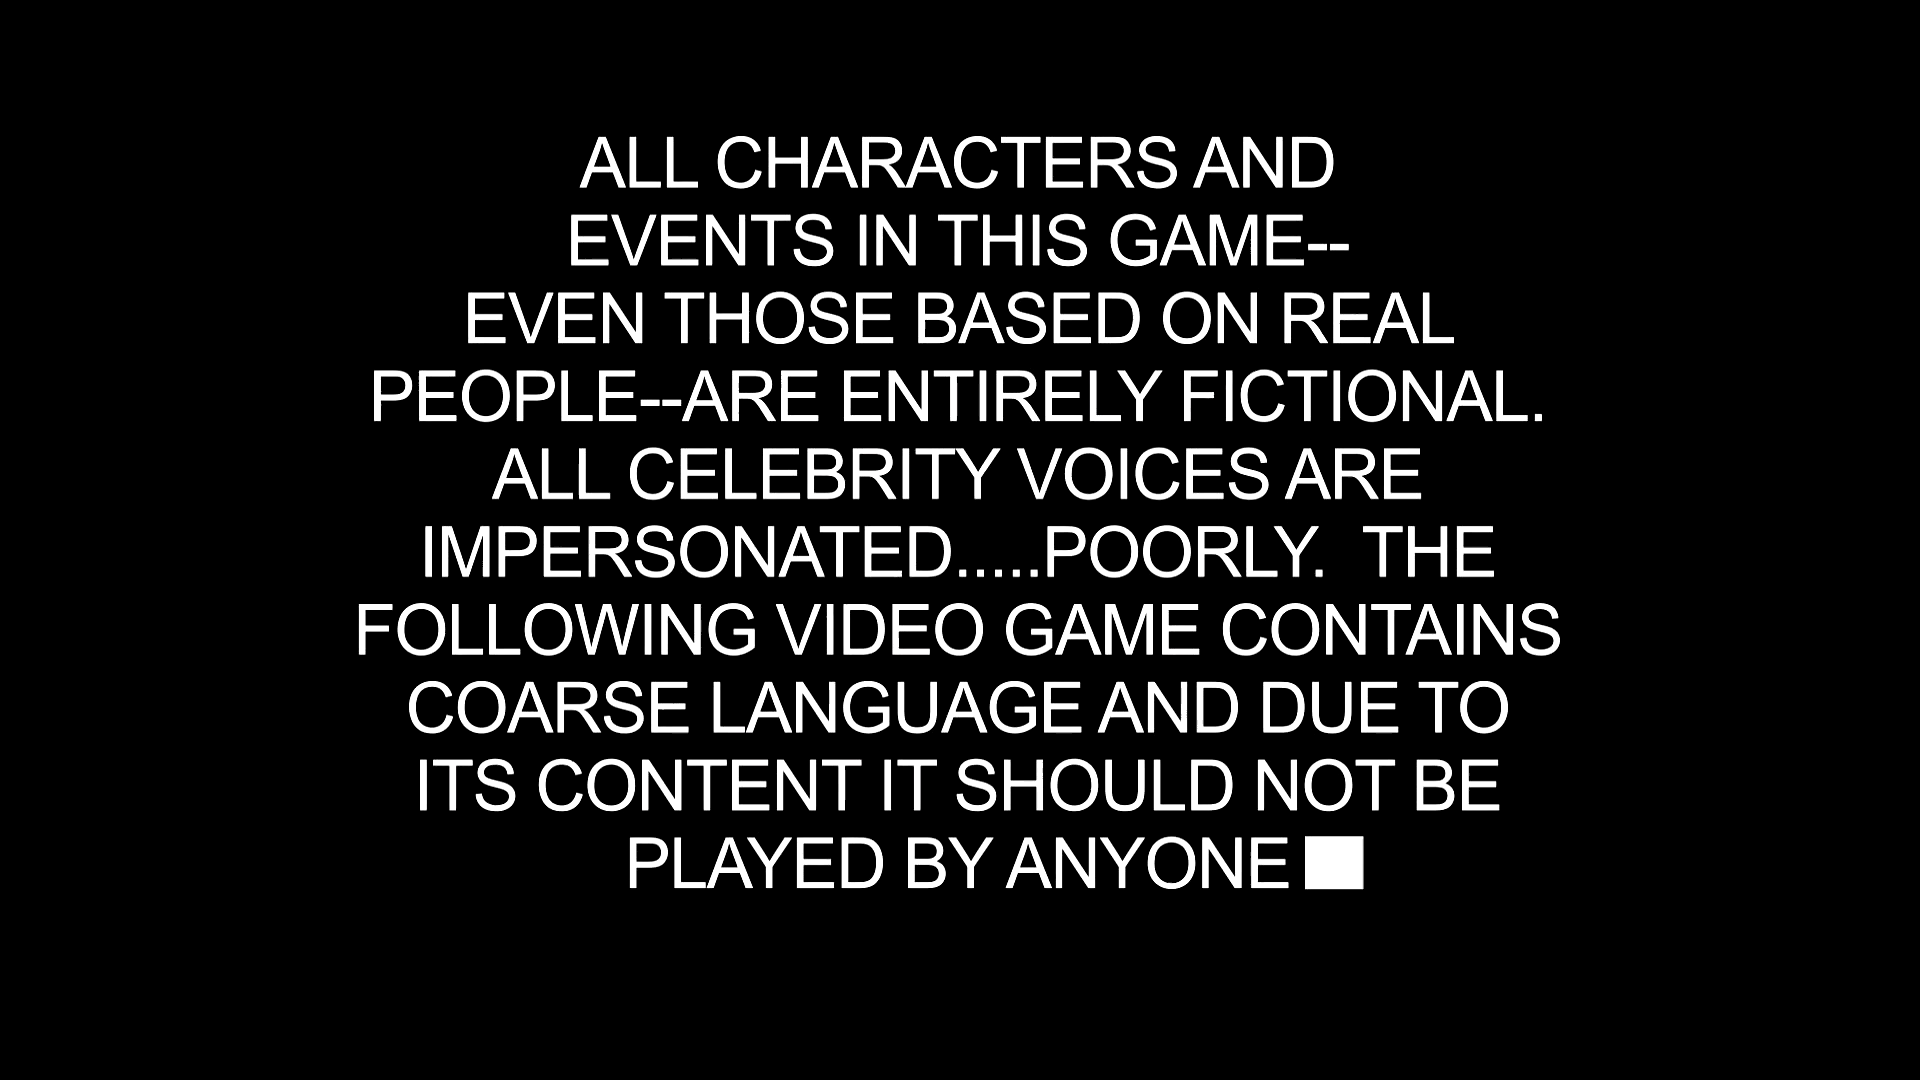 ALL CHARACTERS AND
EVENTS IN THIS GAME--
EVEN THOSE BASED ON REAL
PEOPLE--ARE ENTIRELY FICTIONAL.
ALL CELEBRITY VOICES ARE
IMPERSONATED.....POORLY.  THE
FOLLOWING VIDEO GAME CONTAINS
COARSE LANGUAGE AND DUE TO
ITS CONTENT IT SHOULD NOT BE
PLAYED BY ANYONE ■